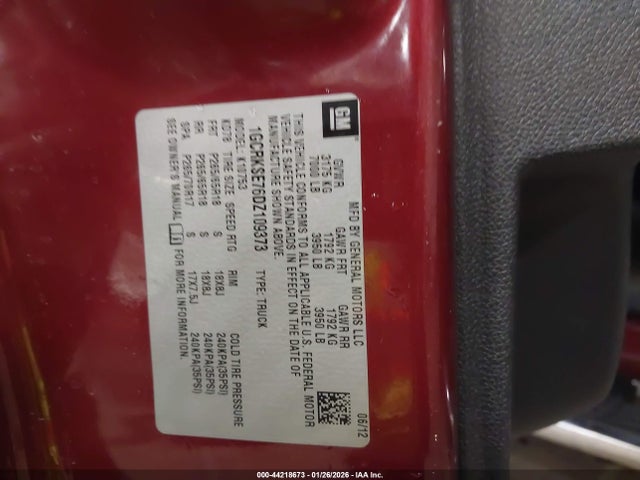 GM
MFD BY GENERAL MOTORS LLC 06/12
GVWR GAWR FRT GAWR RR
3175 KG 1792 KG 1792 KG
7000 LB 3950 LB 3950 LB
THIS VEHICLE CONFORMS TO ALL APPLICABLE U.S. FEDERAL MOTOR
VEHICLE SAFETY STANDARDS IN EFFECT ON THE DATE OF
MANUFACTURE SHOWN ABOVE.
1GCRKSE76DZ109373 TYPE: TRUCK
MODEL: K10753
KDTB TIRE SIZE SPEED RTG RIM COLD TIRE PRESSURE
FRT P265/65R18 S 18X8J 240KPA(35PSI)
RR P265/65R18 S 18X8J 240KPA(35PSI)
SPA P265/70R17 S 17X7.5J 240KPA(35PSI)
SEE OWNER'S MANUAL FOR MORE INFORMATION.
000-44218673 - 01/26/2026 - IAA Inc.